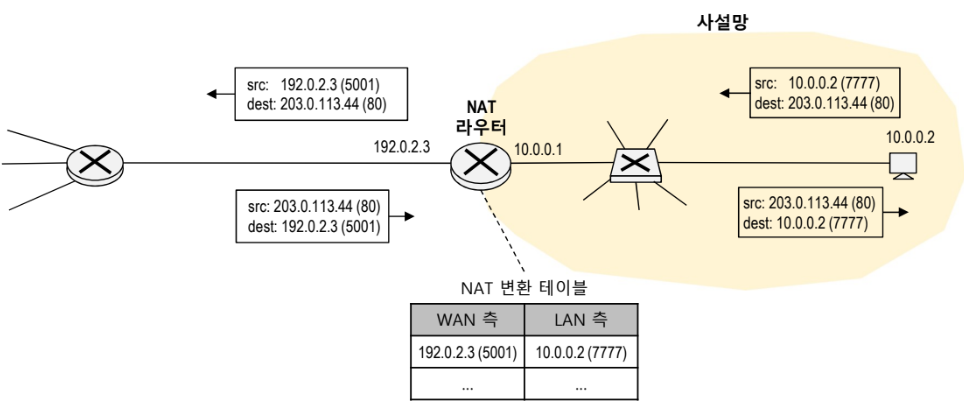 사설망
src: 192.0.2.3 (5001)
dest: 203.0.113.44 (80)
src: 10.0.0.2 (7777)
dest: 203.0.113.44 (80)
NAT
라우터
192.0.2.3
10.0.0.1
10.0.0.2
src: 203.0.113.44 (80)
dest: 192.0.2.3 (5001)
src: 203.0.113.44 (80)
dest: 10.0.0.2 (7777)
NAT 변환 테이블
WAN 측 LAN 측
192.0.2.3 (5001) 10.0.0.2 (7777)
... ...